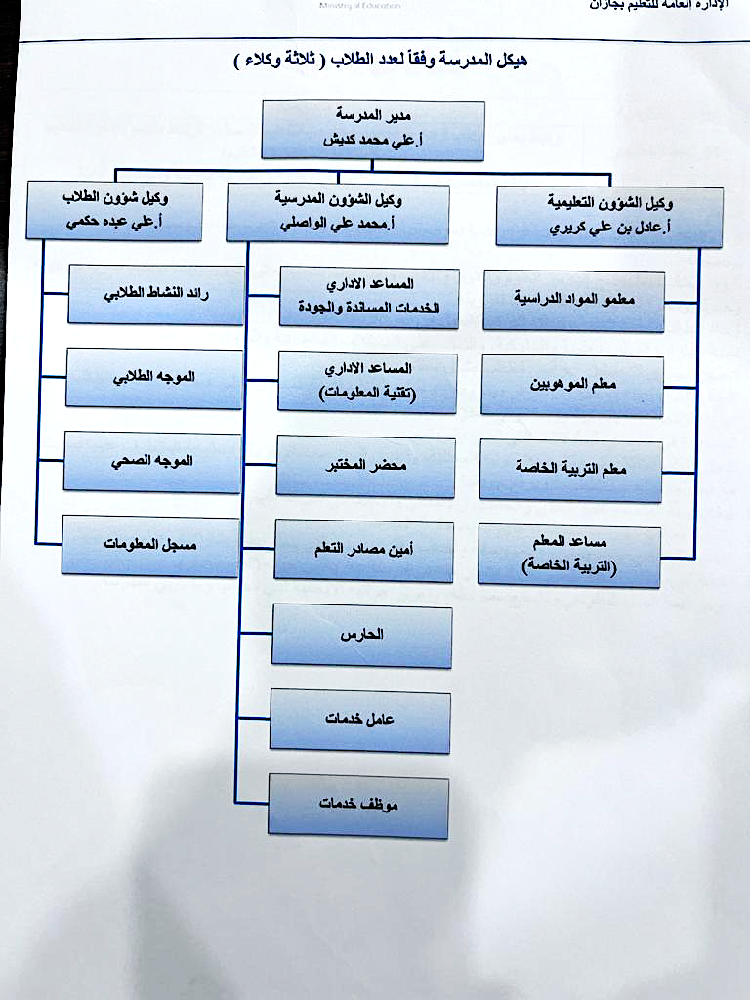 الإدارة العامة للتعليم بجازان
Ministry of Education
هيكل المدرسة وفقاً لعدد الطلاب ( ثلاثة وكلاء )
مدير المدرسة
أ.علي محمد كديش
وكيل الشؤون التعليمية
أ.عادل بن علي كريري
وكيل الشؤون المدرسية
أ.محمد علي الواصلي
وكيل شؤون الطلاب
أ.علي عبده حكمي
معلمو المواد الدراسية
معلم الموهوبين
معلم التربية الخاصة
مساعد المعلم
(التربية الخاصة)
المساعد الاداري
الخدمات المساندة والجودة
المساعد الاداري
(تقنية المعلومات)
محضر المختبر
أمين مصادر التعلم
الحارس
عامل خدمات
موظف خدمات
رائد النشاط الطلابي
الموجه الطلابي
الموجه الصحي
مسجل المعلومات